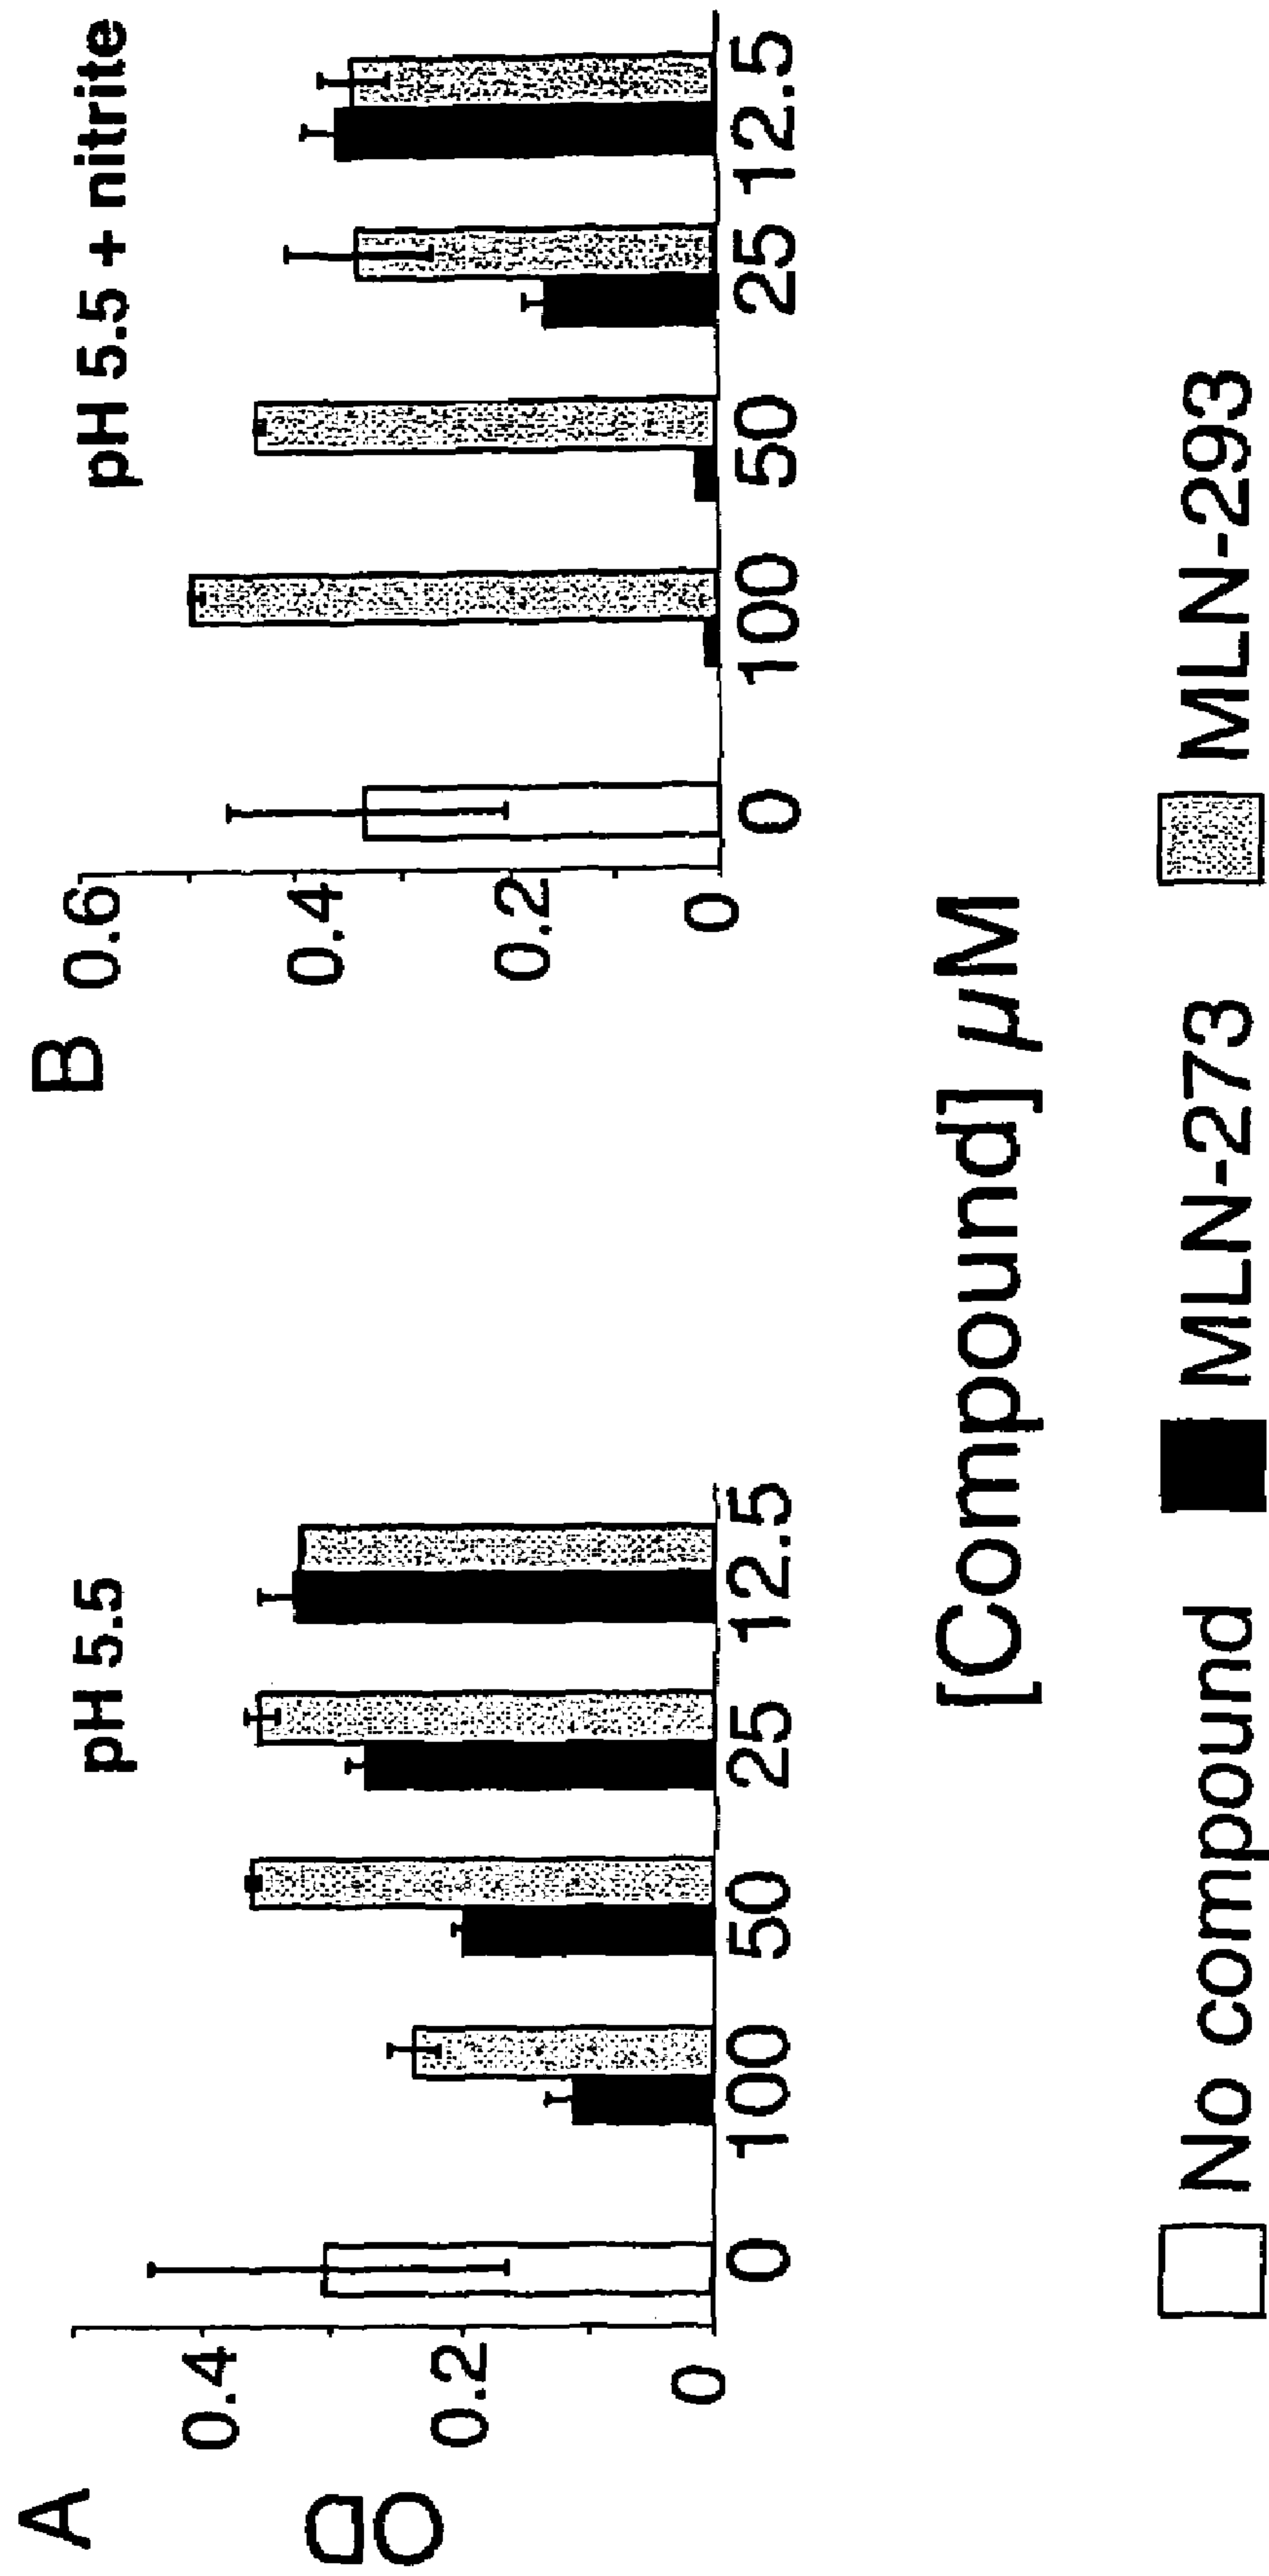 A
pH 5.5
OD
0.4
0.2
0
0 100 50 25 12.5
B
pH 5.5 + nitrite
0.6
0.4
0.2
0
0 100 50 25 12.5
[Compound] µM
No compound MLN-273 MLN-293